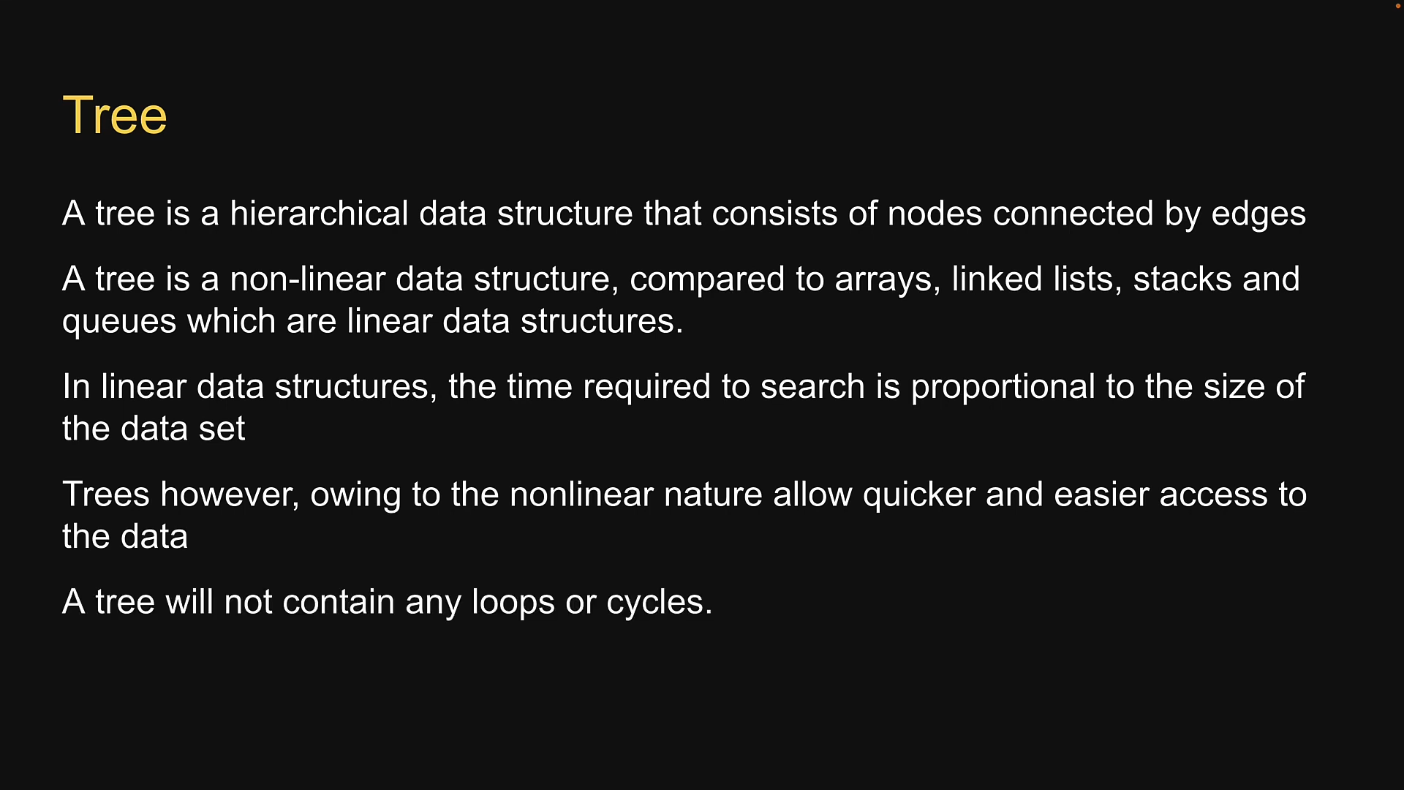 Tree
A tree is a hierarchical data structure that consists of nodes connected by edges
A tree is a non-linear data structure, compared to arrays, linked lists, stacks and
queues which are linear data structures.
In linear data structures, the time required to search is proportional to the size of
the data set
Trees however, owing to the nonlinear nature allow quicker and easier access to
the data
A tree will not contain any loops or cycles.